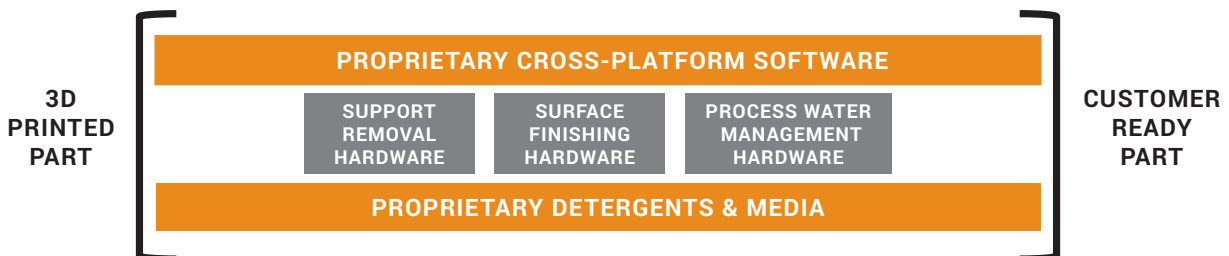 3D
PRINTED
PART
PROPRIETARY CROSS-PLATFORM SOFTWARE
SUPPORT
REMOVAL
HARDWARE
SURFACE
FINISHING
HARDWARE
PROCESS WATER
MANAGEMENT
HARDWARE
PROPRIETARY DETERGENTS & MEDIA
CUSTOMER
READY
PART